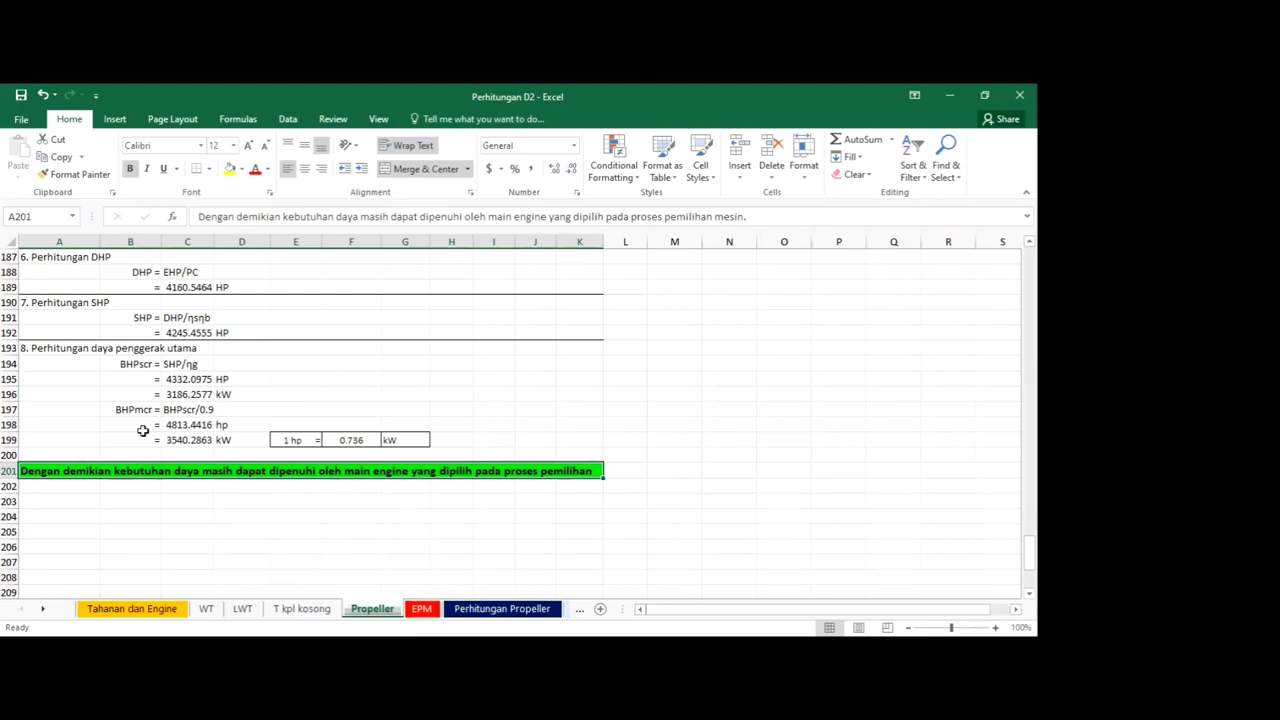 Perhitungan D2 - Excel
File Home Insert Page Layout Formulas Data Review View Tell me what you want to do... Share
Paste Cut Copy Format Painter
Calibri 12 A A B I U A
Wrap Text Merge & Center
General $ % ,
Conditional Formatting Format as Table Cell Styles
Insert Delete Format
AutoSum Fill Clear Sort & Filter Find & Select
Clipboard Font Alignment Number Styles Cells Editing
A201 fx Dengan demikian kebutuhan daya masih dapat dipenuhi oleh main engine yang dipilih pada proses pemilihan mesin.
A B C D E F G H I J K L M N O P Q R S
187 6. Perhitungan DHP
188 DHP = EHP/PC
189 = 4160.5464 HP
190 7. Perhitungan SHP
191 SHP = DHP/ηsηb
192 = 4245.4555 HP
193 8. Perhitungan daya penggerak utama
194 BHPscr = SHP/ηg
195 = 4332.0975 HP
196 = 3186.2577 kW
197 BHPmcr = BHPscr/0.9
198 = 4813.4416 hp
199 = 3540.2863 kW 1 hp = 0.736 kW
200
201 Dengan demikian kebutuhan daya masih dapat dipenuhi oleh main engine yang dipilih pada proses pemilihan
202
203
204
205
206
207
208
209
Tahanan dan Engine WT LWT T kpl kosong Propeller EPM Perhitungan Propeller ...
Ready 100%